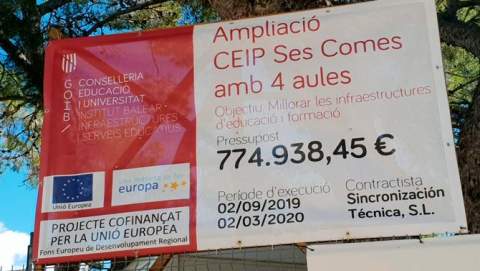 Ampliació
CEIP Ses Comes
amb 4 aules
Objectiu Millorar les infraestructures
d'educació i formació
Pressupost
774.938,45 €
Període d'execució
02/09/2019
02/03/2020
Contractista
Sincronización
Técnica, S.L.
GOIB/
CONSELLERIA
EDUCACIÓ
I UNIVERSITAT
INSTITUT BALEAR
INFRAESTRUCTURES
I SERVEIS EDUCATIUS
Unió Europea
europa
PROJECTE COFINANÇAT
PER LA UNIÓ EUROPEA
Fons Europeu de Desenvolupament Regional